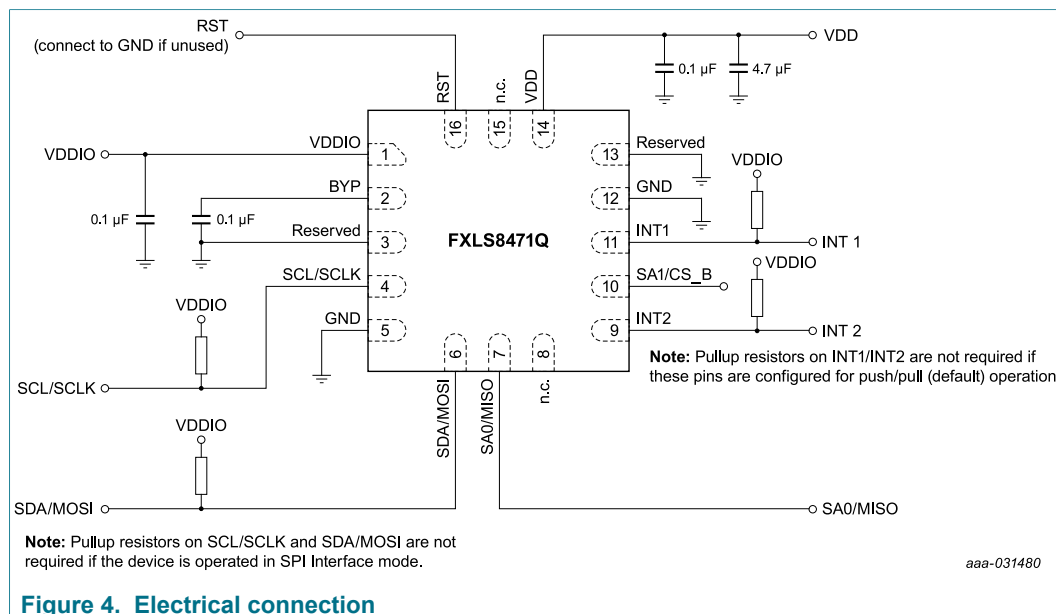 RST
(connect to GND if unused)
VDD
0.1 µF
4.7 µF
RST
n.c.
VDD
16
15
14
VDDIO
VDDIO
1
13
Reserved
VDDIO
BYP
2
12
GND
0.1 µF
0.1 µF
Reserved
3
FXLS8471Q
11
INT1
INT 1
SCL/SCLK
4
10
SA1/CS_B
VDDIO
VDDIO
GND
5
9
INT2
INT 2
6
7
8
Note: Pullup resistors on INT1/INT2 are not required if
these pins are configured for push/pull (default) operation
SCL/SCLK
SDA/MOSI
SA0/MISO
n.c.
VDDIO
SDA/MOSI
SA0/MISO
Note: Pullup resistors on SCL/SCLK and SDA/MOSI are not
required if the device is operated in SPI Interface mode.
aaa-031480
Figure 4. Electrical connection